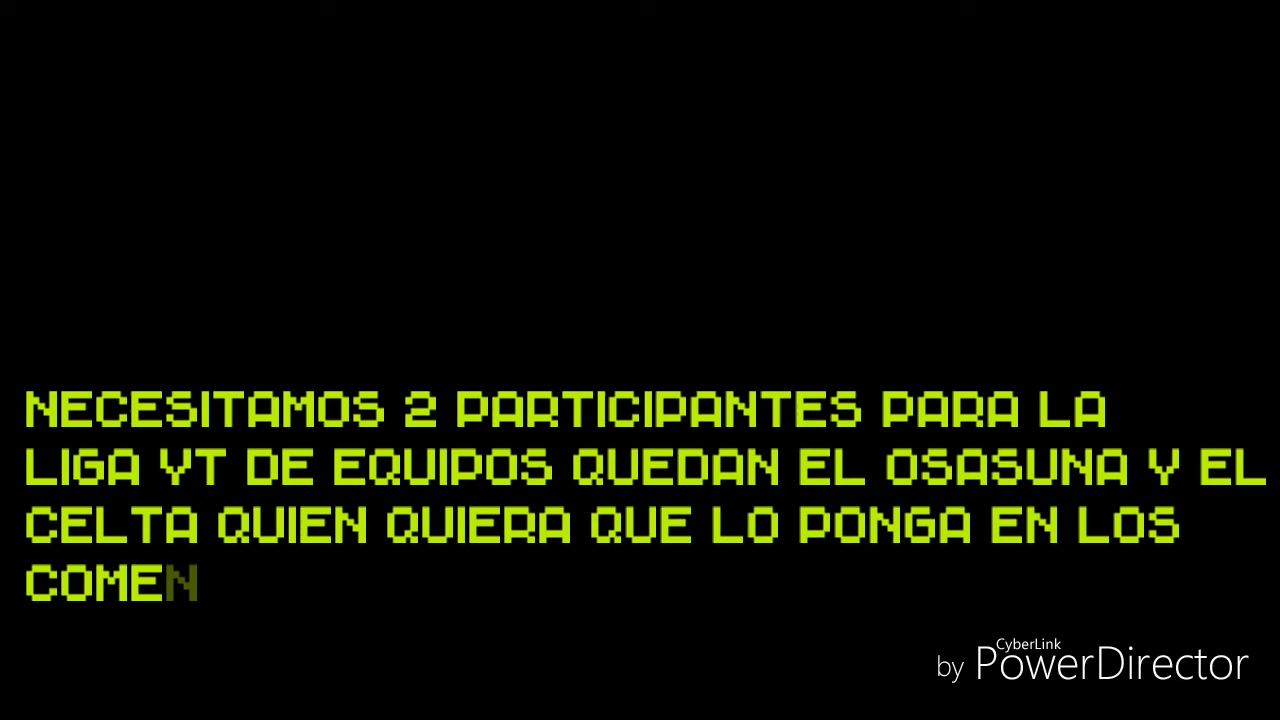 NECESITAMOS 2 PARTICIPANTES PARA LA
LIGA YT DE EQUIPOS QUEDAN EL OSASUNA Y EL
CELTA QUIEN QUIERA QUE LO PONGA EN LOS
COMEN
CyberLink
by PowerDirector